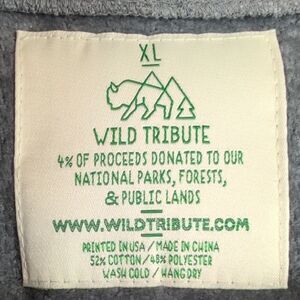 XL
WILD TRIBUTE
4% OF PROCEEDS DONATED TO OUR
NATIONAL PARKS, FORESTS,
& PUBLIC LANDS
WWW.WILDTRIBUTE.COM
PRINTED IN USA / MADE IN CHINA
52% COTTON / 48% POLYESTER
WASH COLD / HANG DRY